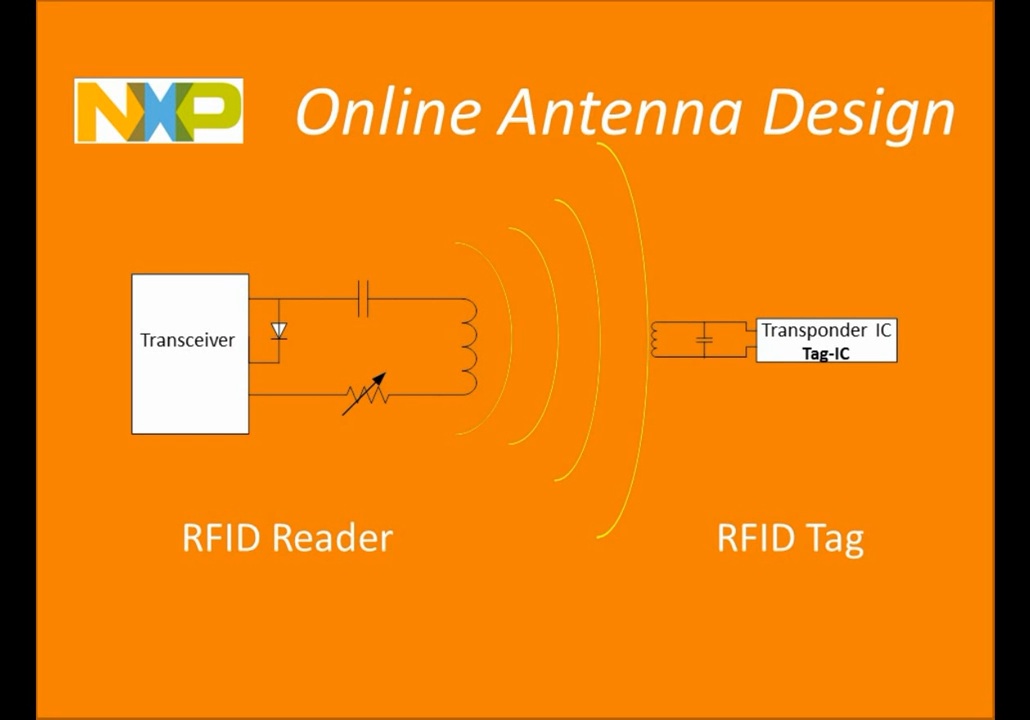 NXP
Online Antenna Design
Transceiver
Transponder IC
Tag-IC
RFID Reader
RFID Tag